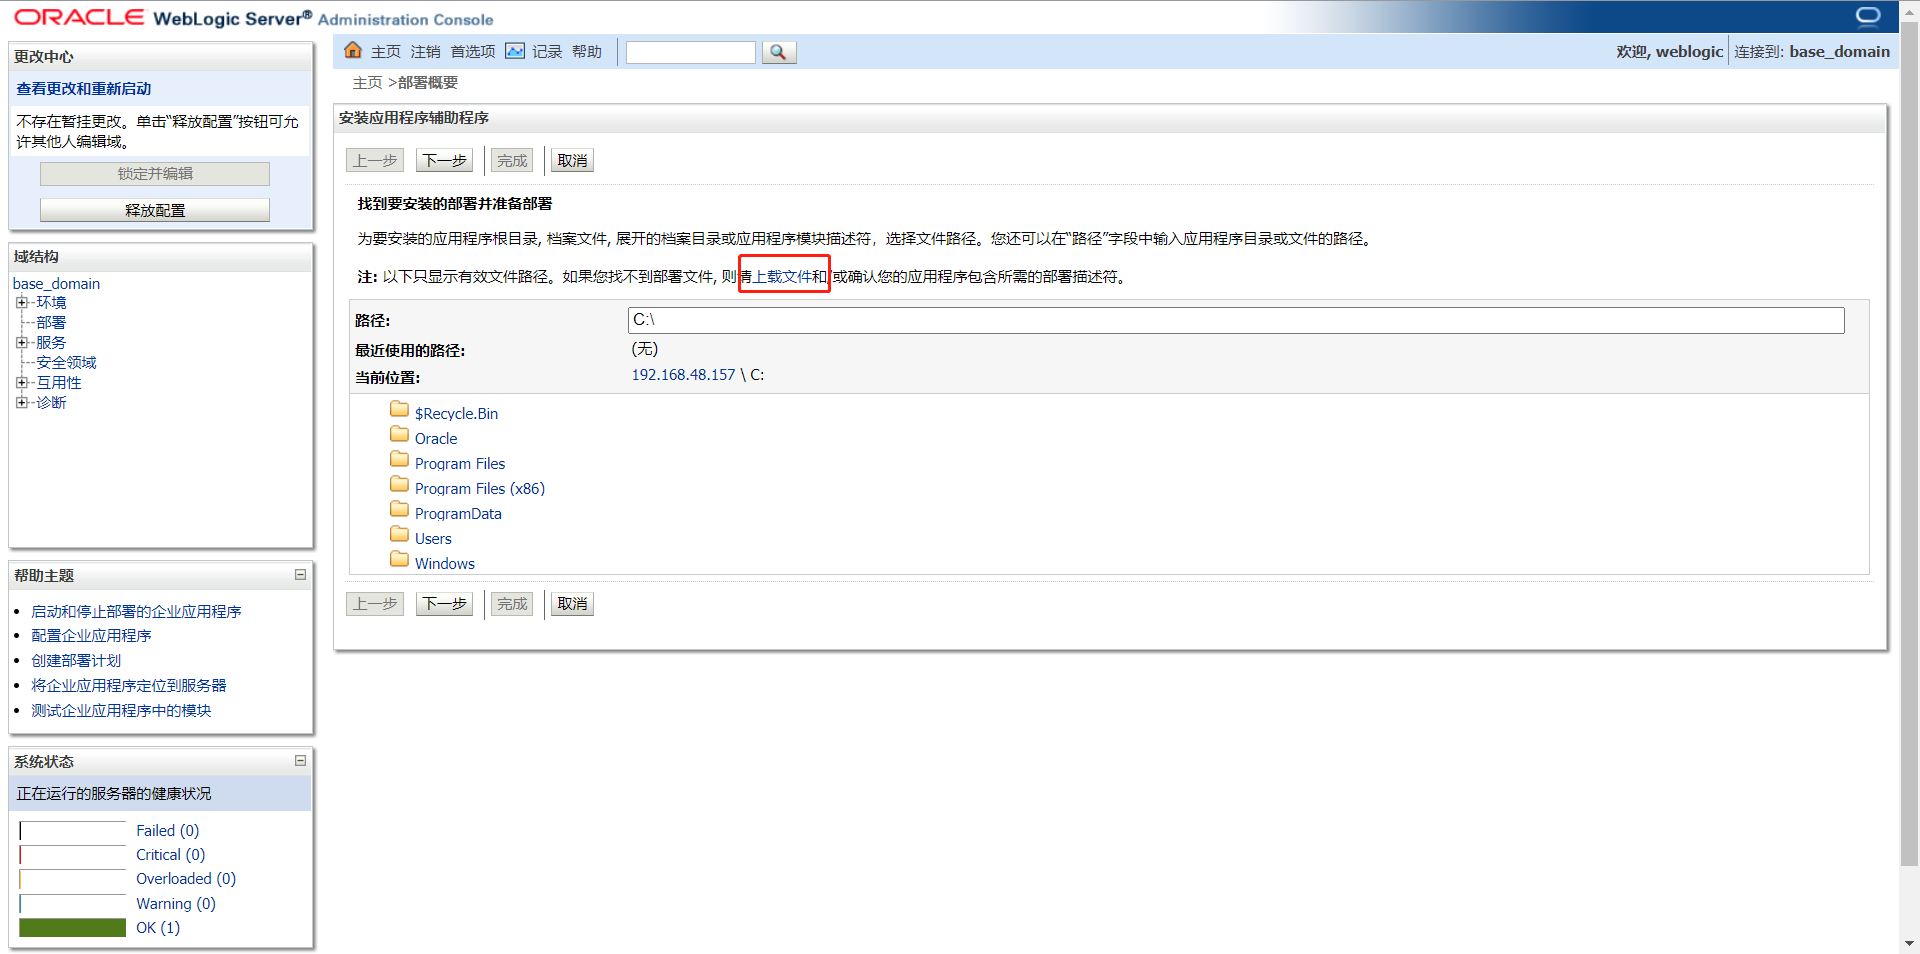 ORACLE WebLogic Server® Administration Console
更改中心
查看更改和重新启动
不存在暂挂更改。单击“释放配置”按钮可允
许其他人编辑域。
锁定并编辑
释放配置
域结构
base_domain
环境
部署
服务
安全领域
互用性
诊断
帮助主题
启动和停止部署的企业应用程序
配置企业应用程序
创建部署计划
将企业应用程序定位到服务器
测试企业应用程序中的模块
系统状态
正在运行的服务器的健康状况
Failed (0)
Critical (0)
Overloaded (0)
Warning (0)
OK (1)
主页 注销 首选项 记录 帮助
欢迎, weblogic 连接到: base_domain
主页 >部署概要
安装应用程序辅助程序
上一步 下一步 完成 取消
找到要安装的部署并准备部署
为要安装的应用程序根目录, 档案文件, 展开的档案目录或应用程序模块描述符，选择文件路径。您还可以在“路径”字段中输入应用程序目录或文件的路径。
注: 以下只显示有效文件路径。如果您找不到部署文件, 则请上载文件和/或确认您的应用程序包含所需的部署描述符。
路径: C:\
最近使用的路径: (无)
当前位置: 192.168.48.157 \ C:
$Recycle.Bin
Oracle
Program Files
Program Files (x86)
ProgramData
Users
Windows
上一步 下一步 完成 取消